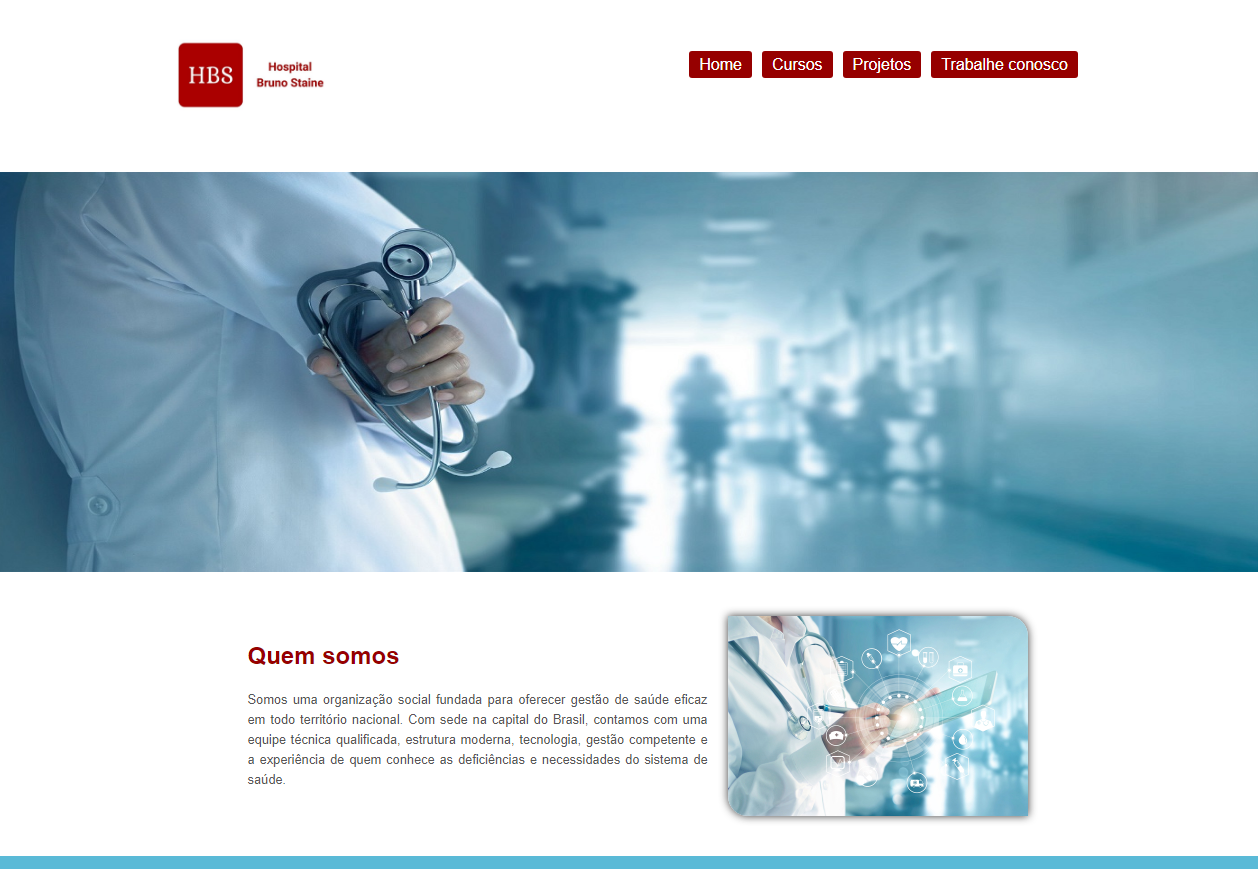 HBS
Hospital
Bruno Staine
Home Cursos Projetos Trabalhe conosco
Quem somos
Somos uma organização social fundada para oferecer gestão de saúde eficaz
em todo território nacional. Com sede na capital do Brasil, contamos com uma
equipe técnica qualificada, estrutura moderna, tecnologia, gestão competente e
a experiência de quem conhece as deficiências e necessidades do sistema de
saúde.